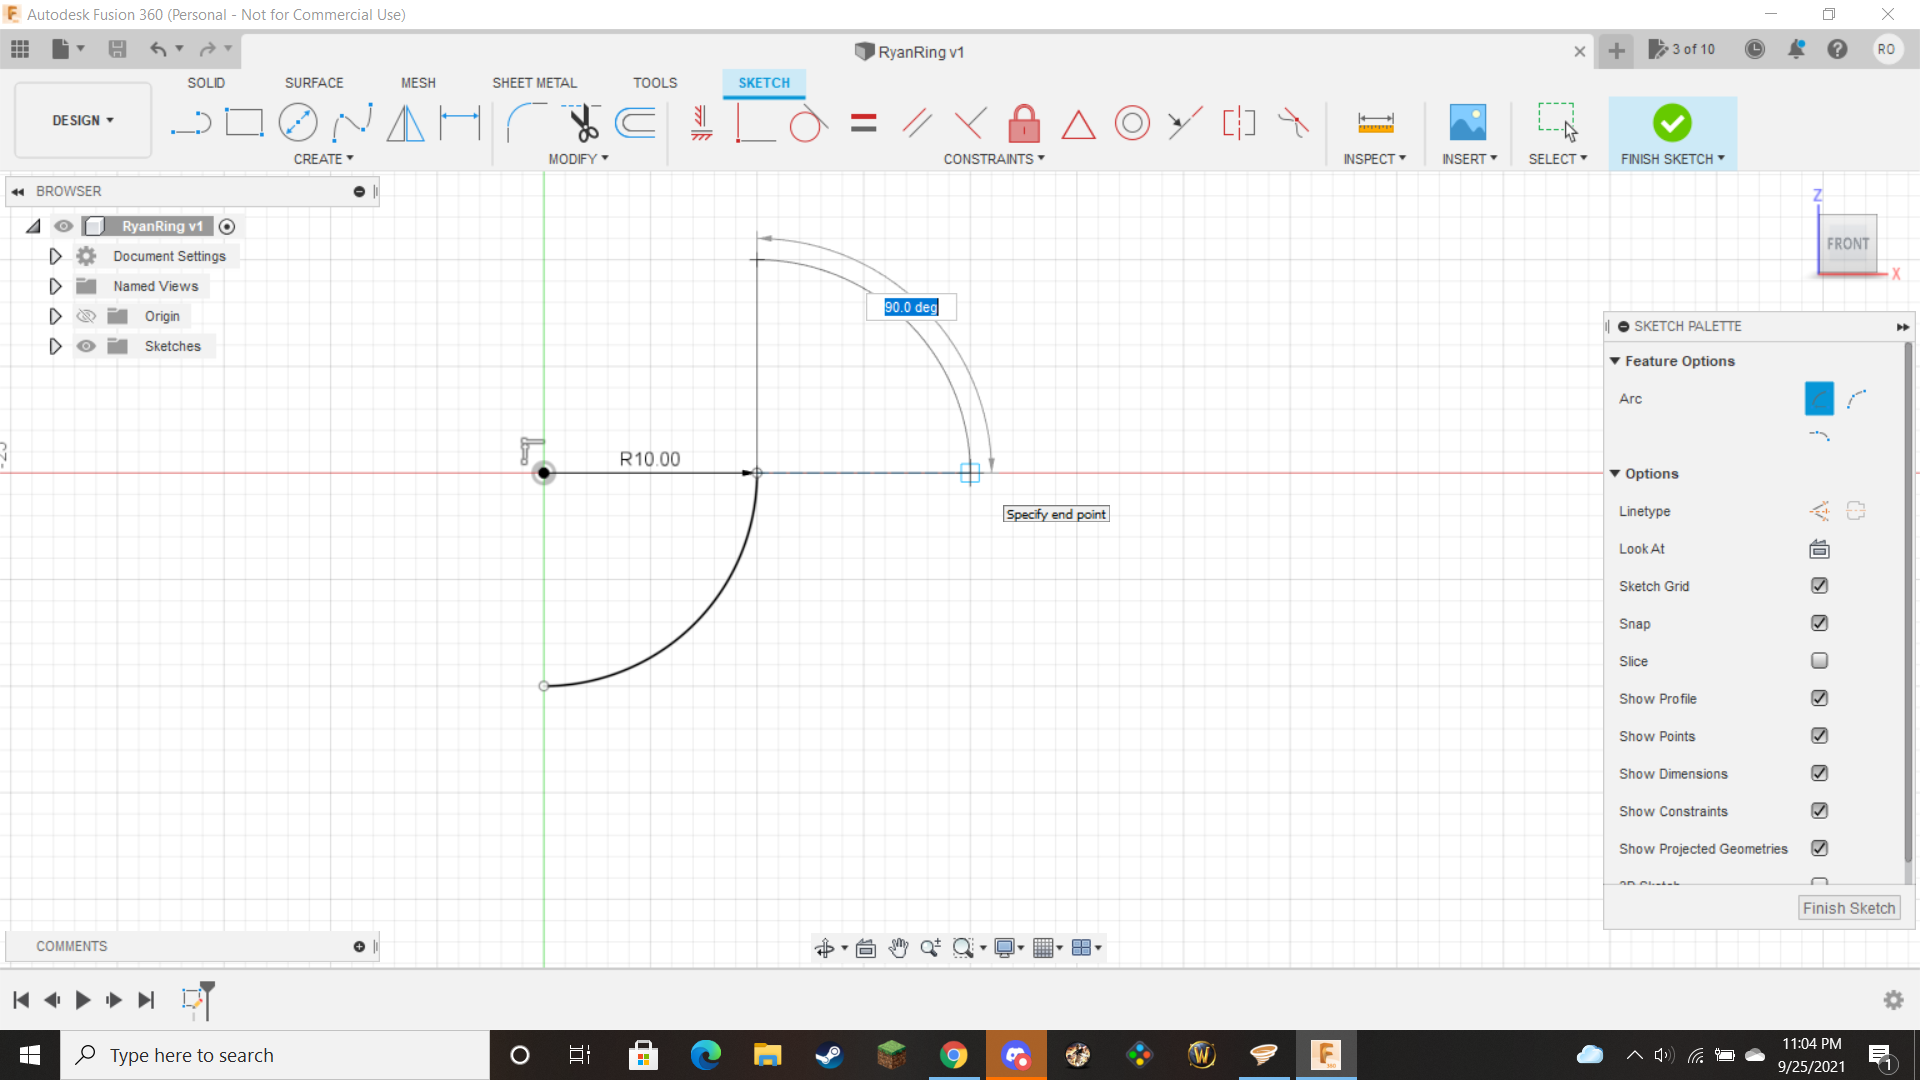 Autodesk Fusion 360 (Personal - Not for Commercial Use)
RyanRing v1
3 of 10
RO
SOLID
SURFACE
MESH
SHEET METAL
TOOLS
SKETCH
DESIGN
CREATE
MODIFY
CONSTRAINTS
INSPECT
INSERT
SELECT
FINISH SKETCH
BROWSER
RyanRing v1
Document Settings
Named Views
Origin
Sketches
90.0 deg
R10.00
Specify end point
-25
Z
FRONT
X
SKETCH PALETTE
Feature Options
Arc
Options
Linetype
Look At
Sketch Grid
Snap
Slice
Show Profile
Show Points
Show Dimensions
Show Constraints
Show Projected Geometries
3D Sketch
Finish Sketch
COMMENTS
Type here to search
11:04 PM
9/25/2021
1